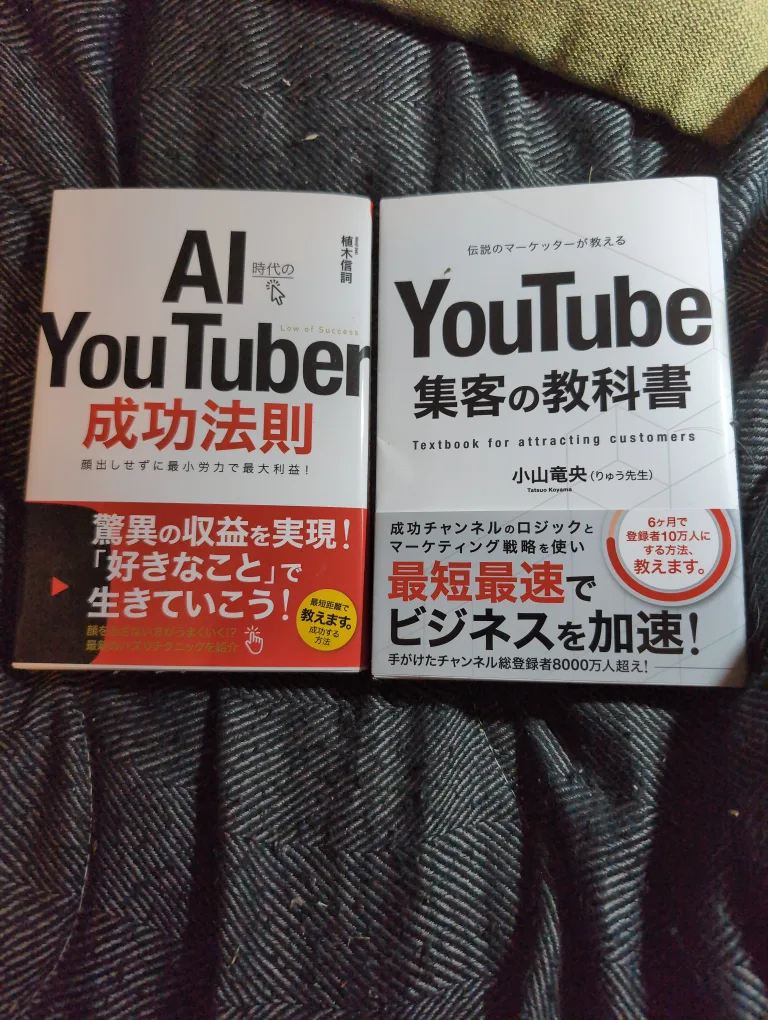 AI
時代の
植木信詞
Low of Success
YouTuber
成功法則
顔出しせずに最小労力で最大利益!
驚異の収益を実現!
「好きなこと」で
生きていこう!
最短距離で
教えます。
成功する
方法
伝説のマーケッターが教える
YouTube
集客の教科書
Textbook for attracting customers
小山竜央(りゅう先生)
Tatsuo Koyama
成功チャンネルのロジックと
マーケティング戦略を使い
6ヶ月で
登録者10万人に
する方法、
教えます。
最短最速で
ビジネスを加速!
手がけたチャンネル総登録者8000万人超え!